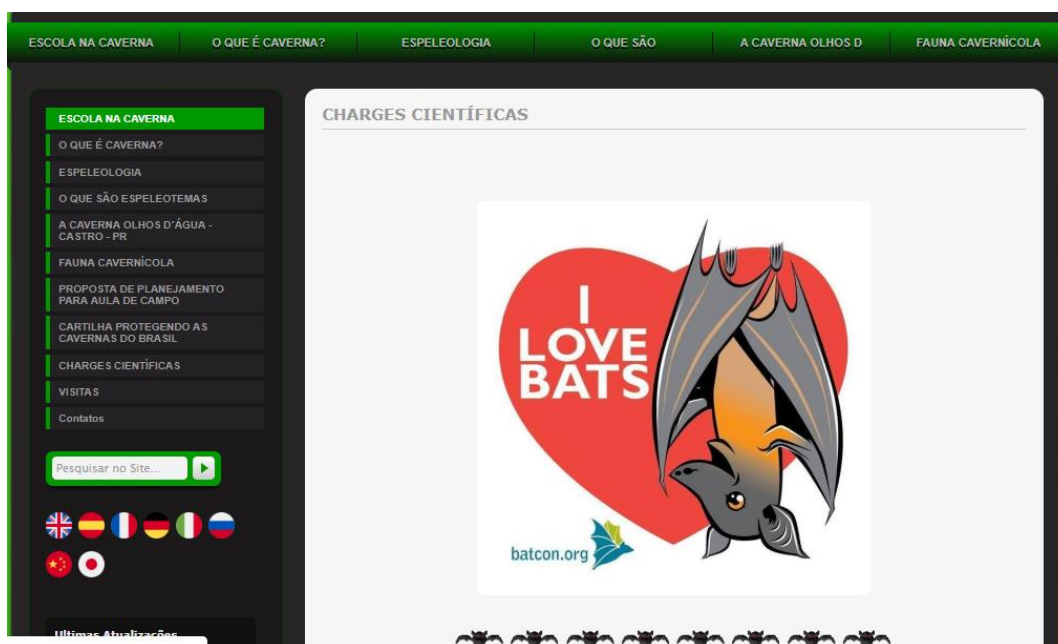 ESCOLA NA CAVERNA
O QUE É CAVERNA?
ESPELEOLOGIA
O QUE SÃO
A CAVERNA OLHOS D
FAUNA CAVERNÍCOLA
ESCOLA NA CAVERNA
O QUE É CAVERNA?
ESPELEOLOGIA
O QUE SÃO ESPELEOTEMAS
A CAVERNA OLHOS D'ÁGUA -
CASTRO - PR
FAUNA CAVERNÍCOLA
PROPOSTA DE PLANEJAMENTO
PARA AULA DE CAMPO
CARTILHA PROTEGENDO AS
CAVERNAS DO BRASIL
CHARGES CIENTÍFICAS
VISITAS
Contatos
Pesquisar no Site...
Ultimas Atualizações
CHARGES CIENTÍFICAS
I
LOVE
BATS
batcon.org